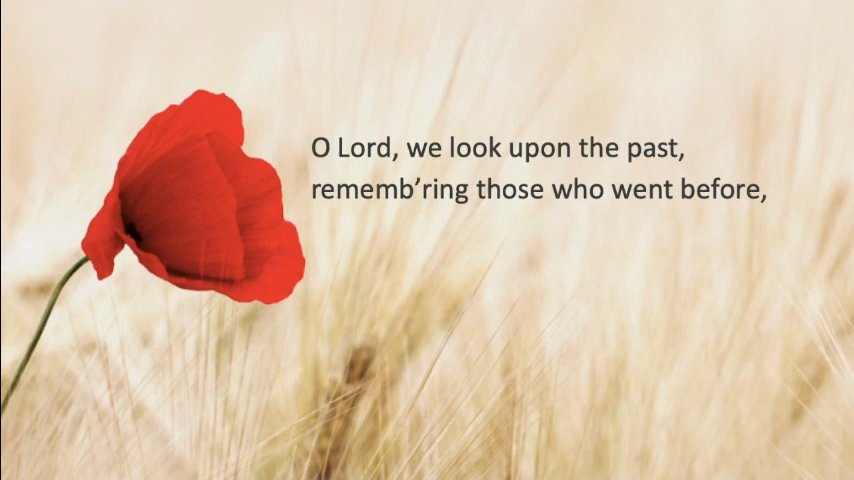 O Lord, we look upon the past,
rememb’ring those who went before,